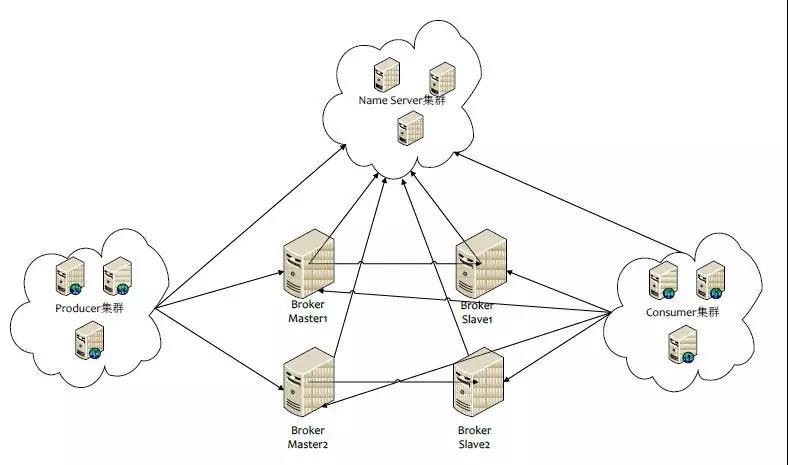 Name Server集群
Producer集群
Broker
Master1
Broker
Slave1
Consumer集群
Broker
Master2
Broker
Slave2